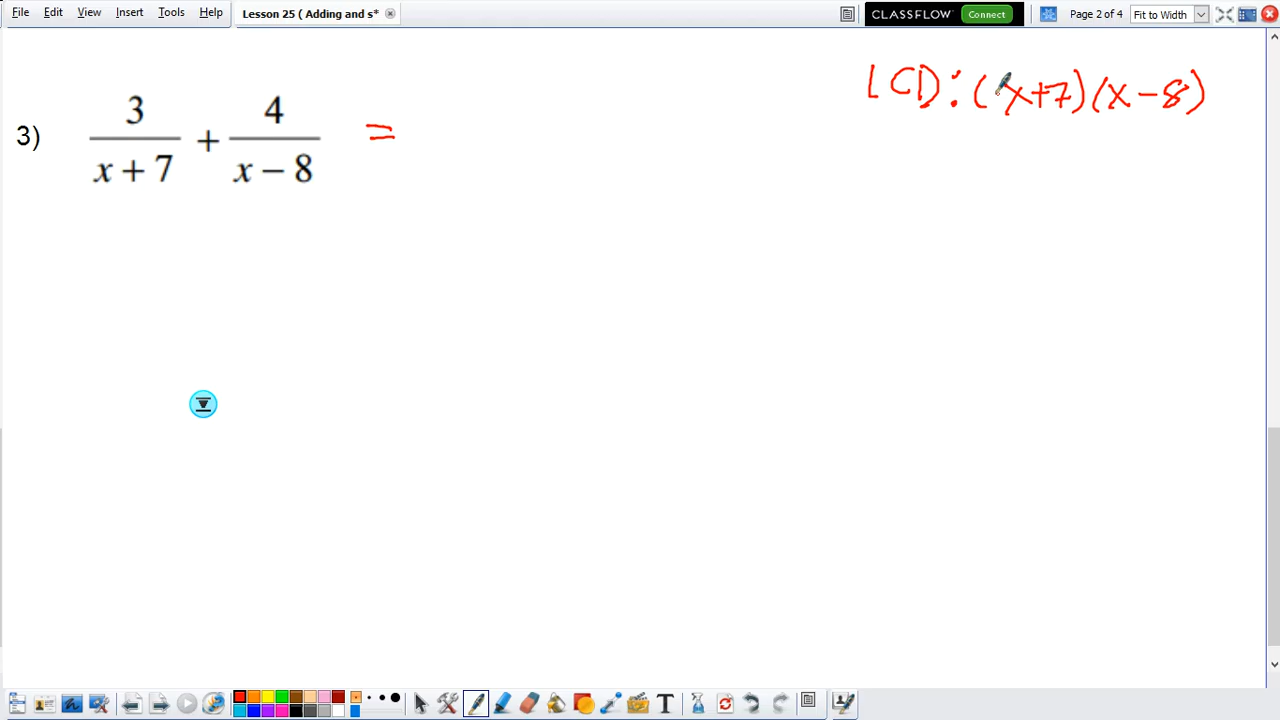 File Edit View Insert Tools Help Lesson 25 ( Adding and s* CLASSFLOW Connect Page 2 of 4 Fit to Width
LCD: (x+7)(x-8)
3) 3/(x + 7) + 4/(x − 8) =
T